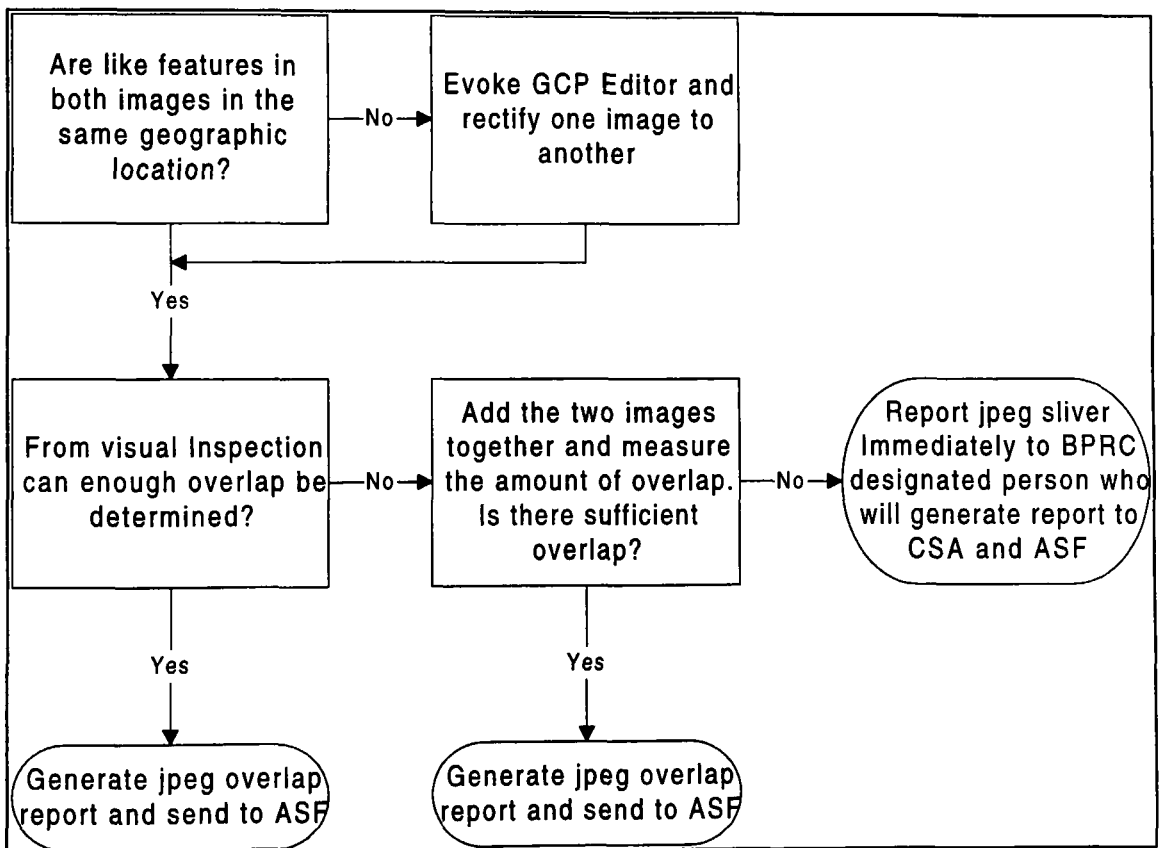 Are like features in
both images in the
same geographic
location?
No
Evoke GCP Editor and
rectify one image to
another
Yes
From visual Inspection
can enough overlap be
determined?
No
Add the two images
together and measure
the amount of overlap.
Is there sufficient
overlap?
No
Report jpeg sliver
Immediately to BPRC
designated person who
will generate report to
CSA and ASF
Yes
Yes
Generate jpeg overlap
report and send to ASF
Generate jpeg overlap
report and send to ASF